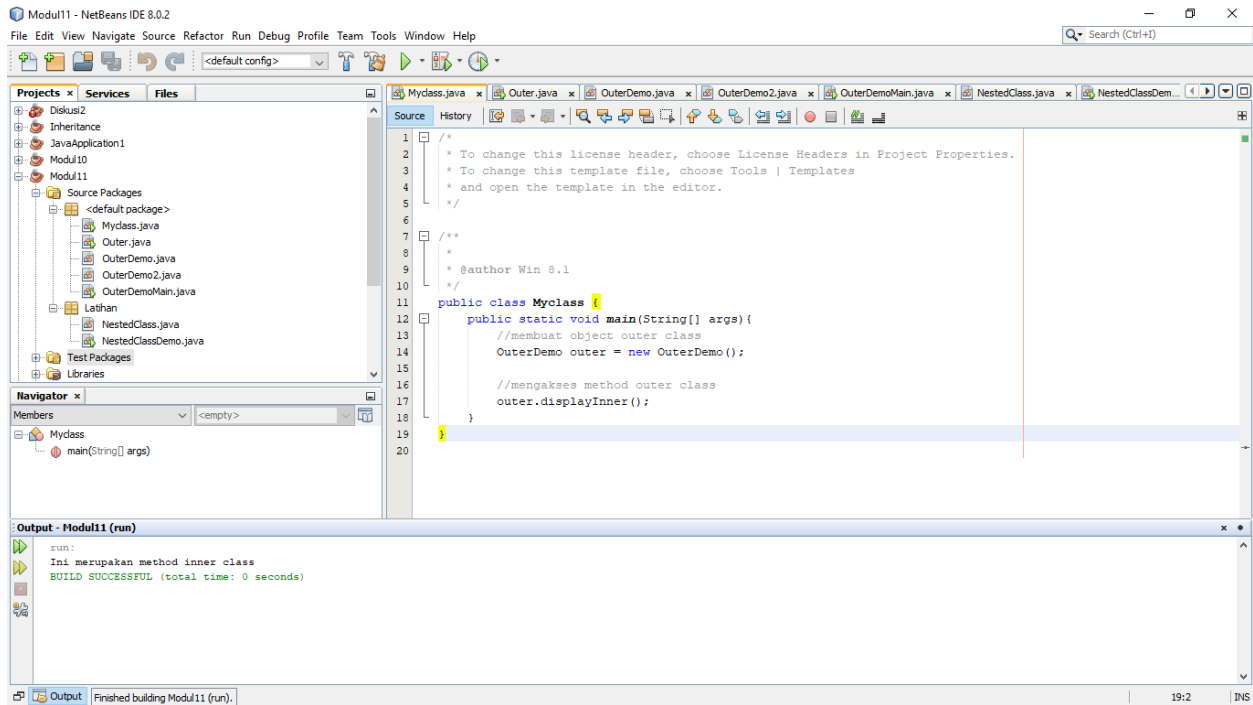 Modul11 - NetBeans IDE 8.0.2
File Edit View Navigate Source Refactor Run Debug Profile Team Tools Window Help
Search (Ctrl+I)
<default config>
Projects x Services Files
Myclass.java x Outer.java x OuterDemo.java x OuterDemo2.java x OuterDemoMain.java x NestedClass.java x NestedClassDem...
Source History
Diskusi2
Inheritance
JavaApplication1
Modul10
Modul11
Source Packages
<default package>
Myclass.java
Outer.java
OuterDemo.java
OuterDemo2.java
OuterDemoMain.java
Latihan
NestedClass.java
NestedClassDemo.java
Test Packages
Libraries
Navigator x
Members <empty>
Myclass
main(String[] args)
1 /*
2 * To change this license header, choose License Headers in Project Properties.
3 * To change this template file, choose Tools | Templates
4 * and open the template in the editor.
5 */
6
7 /**
8 *
9 * @author Win 8.1
10 */
11 public class Myclass {
12 public static void main(String[] args){
13 //membuat object outer class
14 OuterDemo outer = new OuterDemo();
15
16 //mengakses method outer class
17 outer.displayInner();
18 }
19 }
20
Output - Modul11 (run)
run:
Ini merupakan method inner class
BUILD SUCCESSFUL (total time: 0 seconds)
Output Finished building Modul11 (run).
19:2 INS